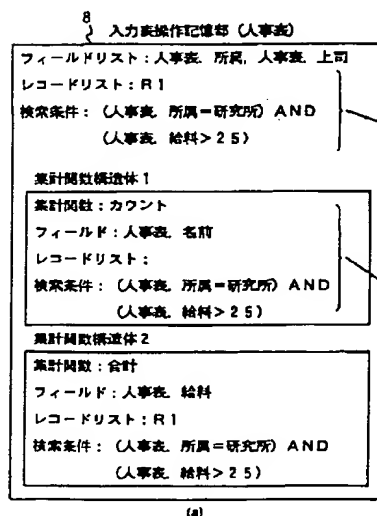 8
入力表操作記憶部（人事表）
フィールドリスト：人事表．所属，人事表．上司
レコードリスト：R1
検索条件：（人事表．所属＝研究所）AND
（人事表．給料＞25）
集計関数構造体1
集計関数：カウント
フィールド：人事表．名前
レコードリスト：
検索条件：（人事表．所属＝研究所）AND
（人事表．給料＞25）
集計関数構造体2
集計関数：合計
フィールド：人事表．給料
レコードリスト：R1
検索条件：（人事表．所属＝研究所）AND
（人事表．給料＞25）
(a)